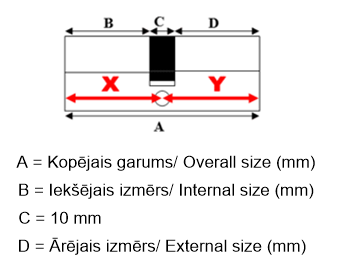 B C D
X Y
A
A = Kopējais garums/ Overall size (mm)
B = Iekšējais izmērs/ Internal size (mm)
C = 10 mm
D = Ārējais izmērs/ External size (mm)